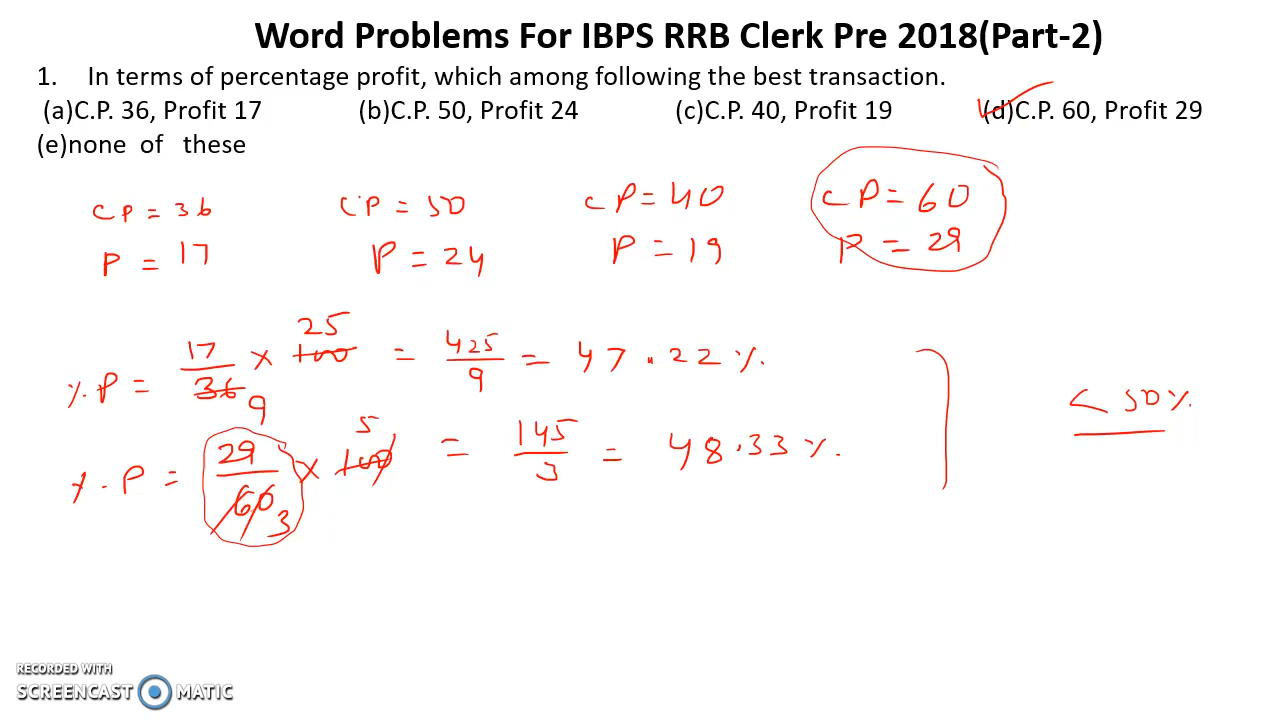 Word Problems For IBPS RRB Clerk Pre 2018(Part-2)
1. In terms of percentage profit, which among following the best transaction.
(a)C.P. 36, Profit 17 (b)C.P. 50, Profit 24 (c)C.P. 40, Profit 19 (d)C.P. 60, Profit 29
(e)none of these
CP = 36 CP = 50 CP = 40 CP = 60
P = 17 P = 24 P = 19 P = 29
%.P = 17/36 9 × 100 25 = 425/9 = 47.22%.
%.P = 29/60 3 × 100 5 = 145/3 = 48.33%.
< 50%.
RECORDED WITH
SCREENCAST MATIC